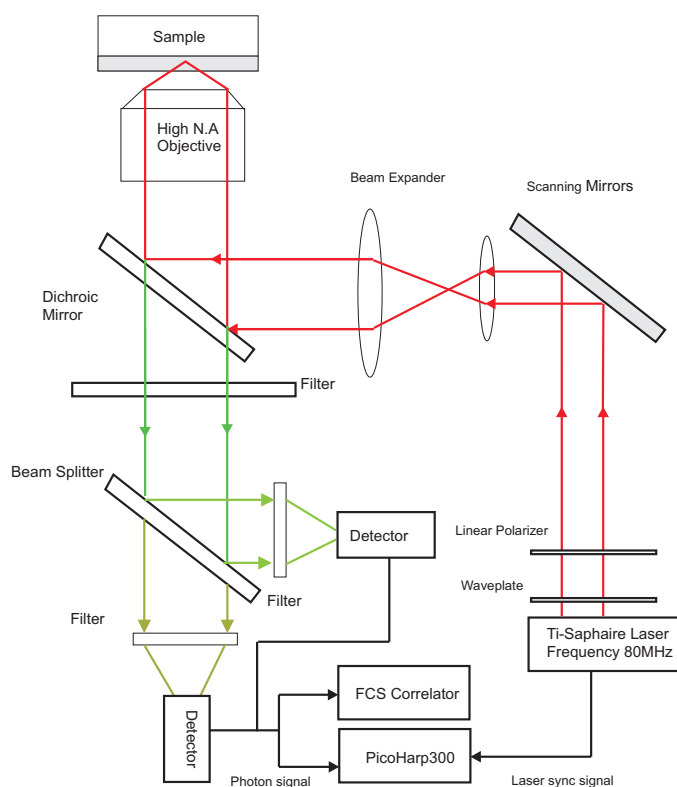 Sample
High N.A
Objective
Beam Expander
Scanning Mirrors
Dichroic
Mirror
Filter
Beam Splitter
Detector
Linear Polarizer
Waveplate
Filter
Filter
Ti-Saphaire Laser
Frequency 80MHz
Detector
FCS Correlator
PicoHarp300
Photon signal
Laser sync signal